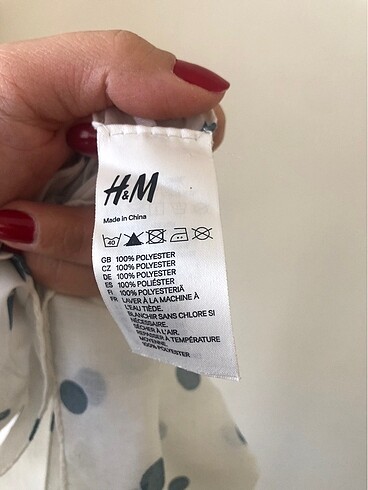 H&M
Made in China
40
GB 100% POLYESTER
CZ 100% POLYESTER
DE 100% POLYESTER
ES 100% POLIÉSTER
FI 100% POLYESTERIÄ
FR LAVER À LA MACHINE À
L'EAU TIÈDE.
BLANCHIR SANS CHLORE SI
NÉCESSAIRE.
SÉCHER À L'AIR.
REPASSER À TEMPÉRATURE
MOYENNE
100% POLYESTER